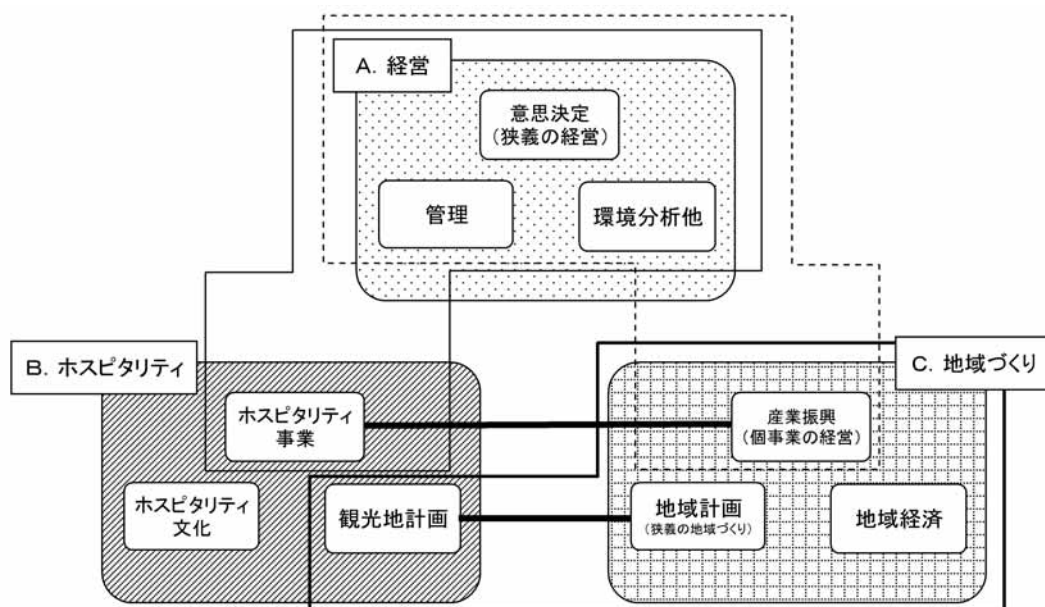 A. 経営
意思決定
（狭義の経営）
管理
環境分析他
B. ホスピタリティ
C. 地域づくり
ホスピタリティ
事業
産業振興
（個事業の経営）
ホスピタリティ
文化
観光地計画
地域計画
（狭義の地域づくり）
地域経済